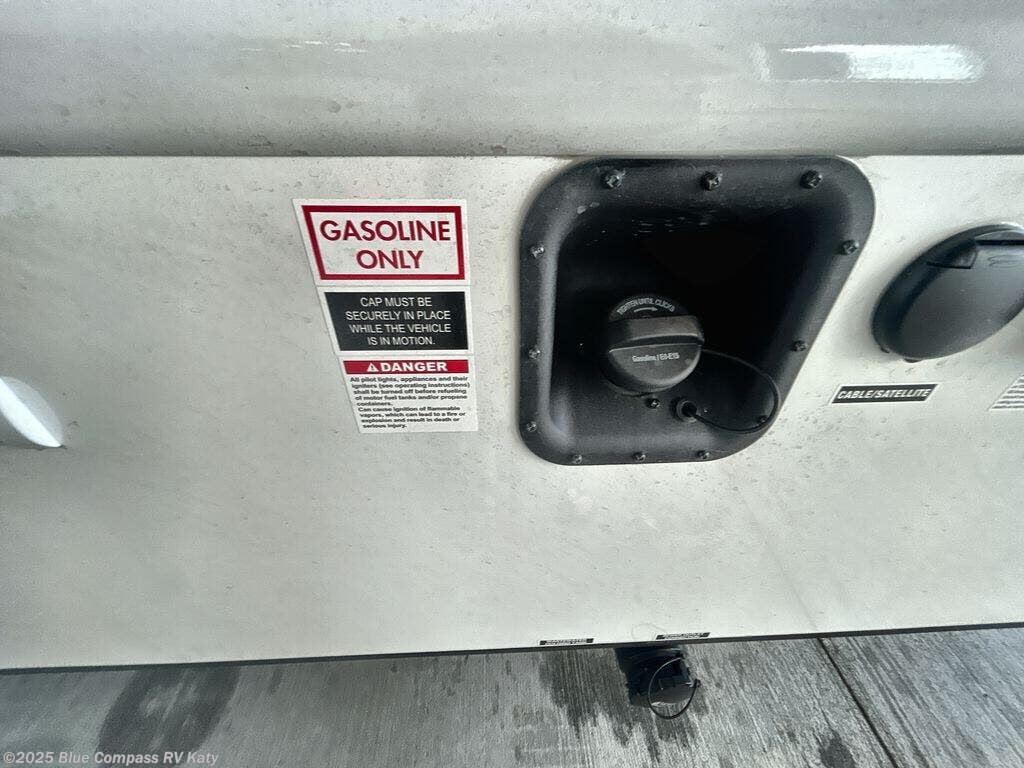 GASOLINE
ONLY
CAP MUST BE
SECURELY IN PLACE
WHILE THE VEHICLE
IS IN MOTION.
DANGER
All pilot lights, appliances and their
igniters (see operating instructions)
shall be turned off before refueling
of motor fuel tanks and/or propane
containers.
Can cause ignition of flammable
vapors, which can lead to a fire or
explosion and result in death or
serious injury.
TIGHTEN UNTIL CLICKS
Gasoline / E0-E15
CABLE/SATELLITE
©2025 Blue Compass RV Katy